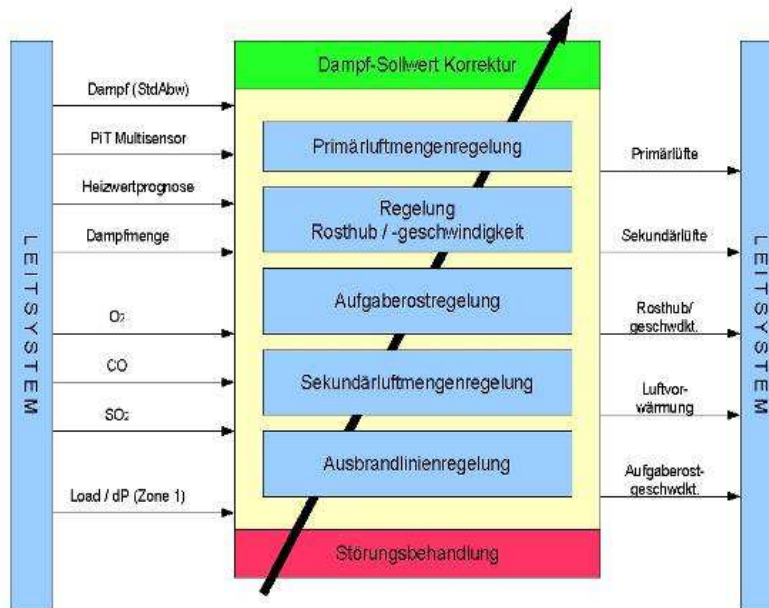 LEITSYSTEM
Dampf (StdAbw)
PiT Multisensor
Heizwertprognose
Dampfmenge
O2
CO
SO2
Load / dP (Zone 1)
Dampf-Sollwert Korrektur
Primärluftmengenregelung
Regelung
Rosthub / -geschwindigkeit
Aufgaberostregelung
Sekundärluftmengenregelung
Ausbrandlinienregelung
Störungsbehandlung
Primärlüfte
Sekundärlüfte
Rosthub/
geschwdkt.
Luftvor-
wärmung
Aufgaberost-
geschwdkt.
LEITSYSTEM